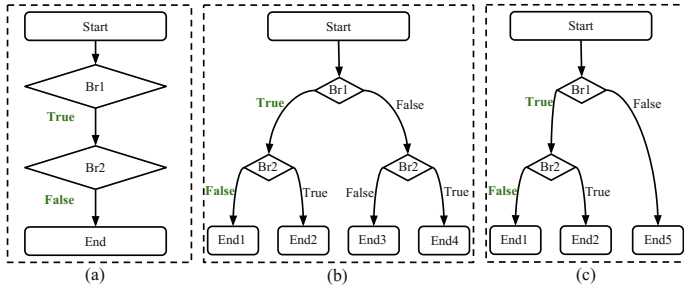 Start
Br1
True
Br2
False
End
(a)
Start
Br1
True
False
Br2
Br2
False
True
False
True
End1
End2
End3
End4
(b)
Start
Br1
True
False
Br2
False
True
End1
End2
End5
(c)